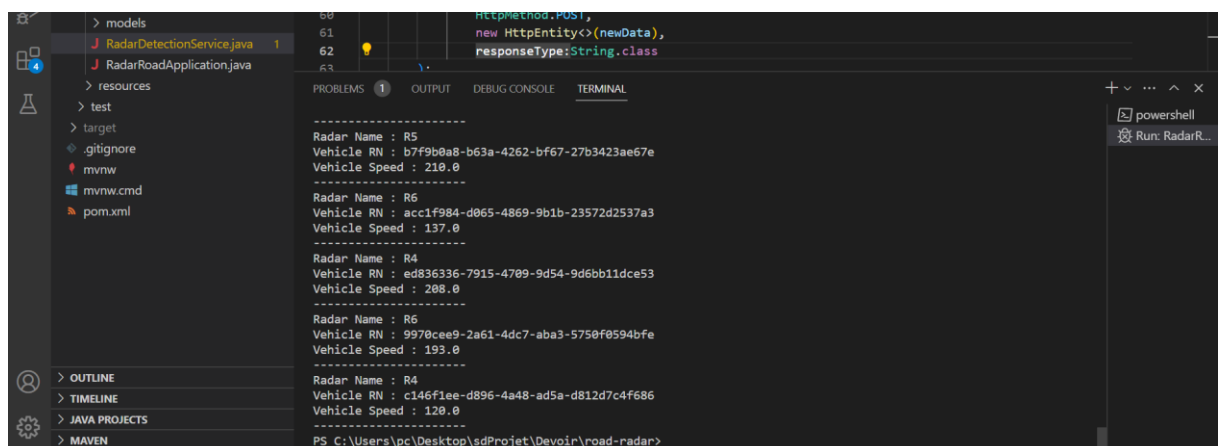 > models
J RadarDetectionService.java 1
J RadarRoadApplication.java
> resources
> test
> target
.gitignore
mvnw
mvnw.cmd
pom.xml
4
> OUTLINE
> TIMELINE
> JAVA PROJECTS
> MAVEN
60 HttpMethod.POST,
61 new HttpEntity<>(newData),
62 responseType:String.class
63 );
PROBLEMS 1 OUTPUT DEBUG CONSOLE TERMINAL
----------------------
Radar Name : R5
Vehicle RN : b7f9b0a8-b63a-4262-bf67-27b3423ae67e
Vehicle Speed : 210.0
----------------------
Radar Name : R6
Vehicle RN : acc1f984-d065-4869-9b1b-23572d2537a3
Vehicle Speed : 137.0
----------------------
Radar Name : R4
Vehicle RN : ed836336-7915-4709-9d54-9d6bb11dce53
Vehicle Speed : 208.0
----------------------
Radar Name : R6
Vehicle RN : 9970cee9-2a61-4dc7-aba3-5750f0594bfe
Vehicle Speed : 193.0
----------------------
Radar Name : R4
Vehicle RN : c146f1ee-d896-4a48-ad5a-d812d7c4f686
Vehicle Speed : 120.0
----------------------
PS C:\Users\pc\Desktop\sdProjet\Devoir\road-radar>
powershell
Run: RadarR...